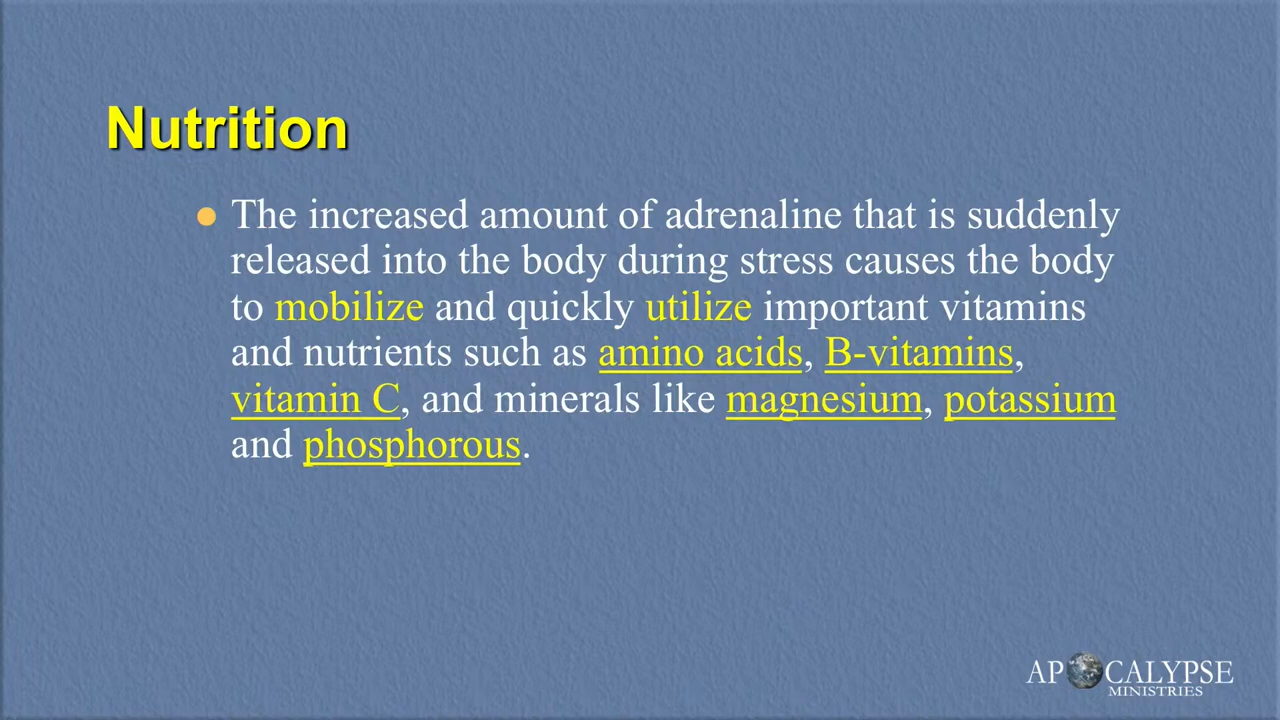 Nutrition
The increased amount of adrenaline that is suddenly
released into the body during stress causes the body
to mobilize and quickly utilize important vitamins
and nutrients such as amino acids, B-vitamins,
vitamin C, and minerals like magnesium, potassium
and phosphorous.
APOCALYPSE
MINISTRIES